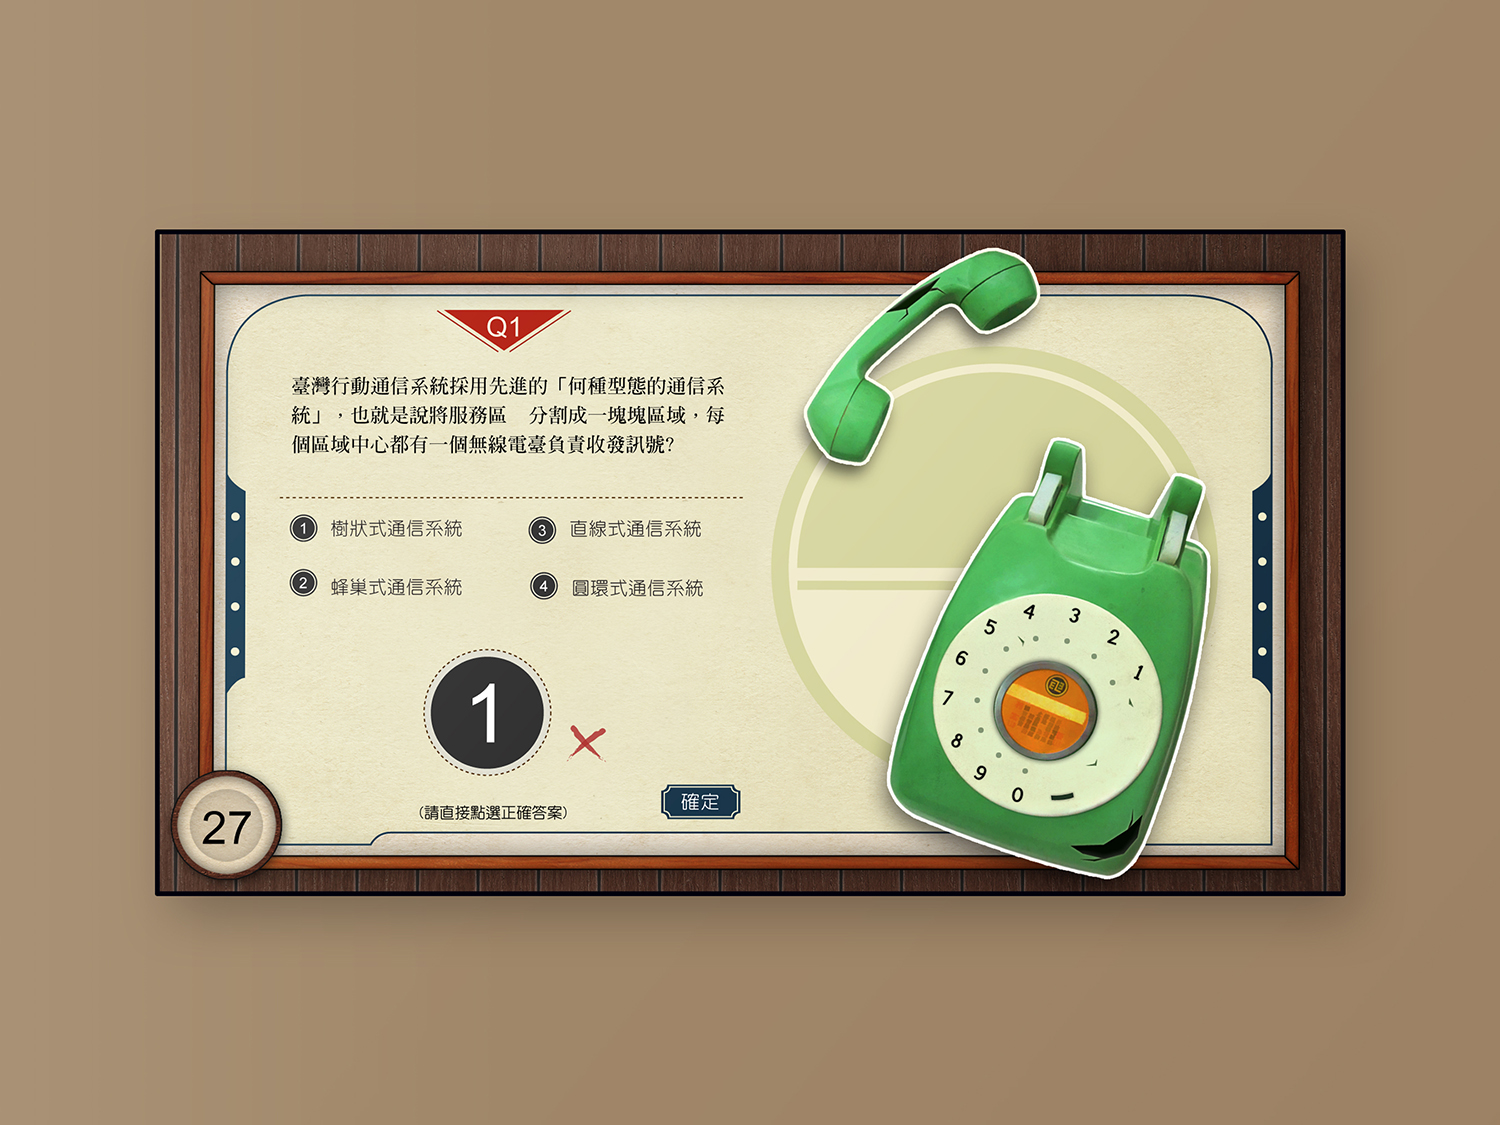 Q1
臺灣行動通信系統採用先進的「何種型態的通信系
統」，也就是說將服務區　分割成一塊塊區域，每
個區域中心都有一個無線電臺負責收發訊號？
1 樹狀式通信系統
3 直線式通信系統
2 蜂巢式通信系統
4 圓環式通信系統
1
（請直接點選正確答案）
確定
27
1
2
3
4
5
6
7
8
9
0